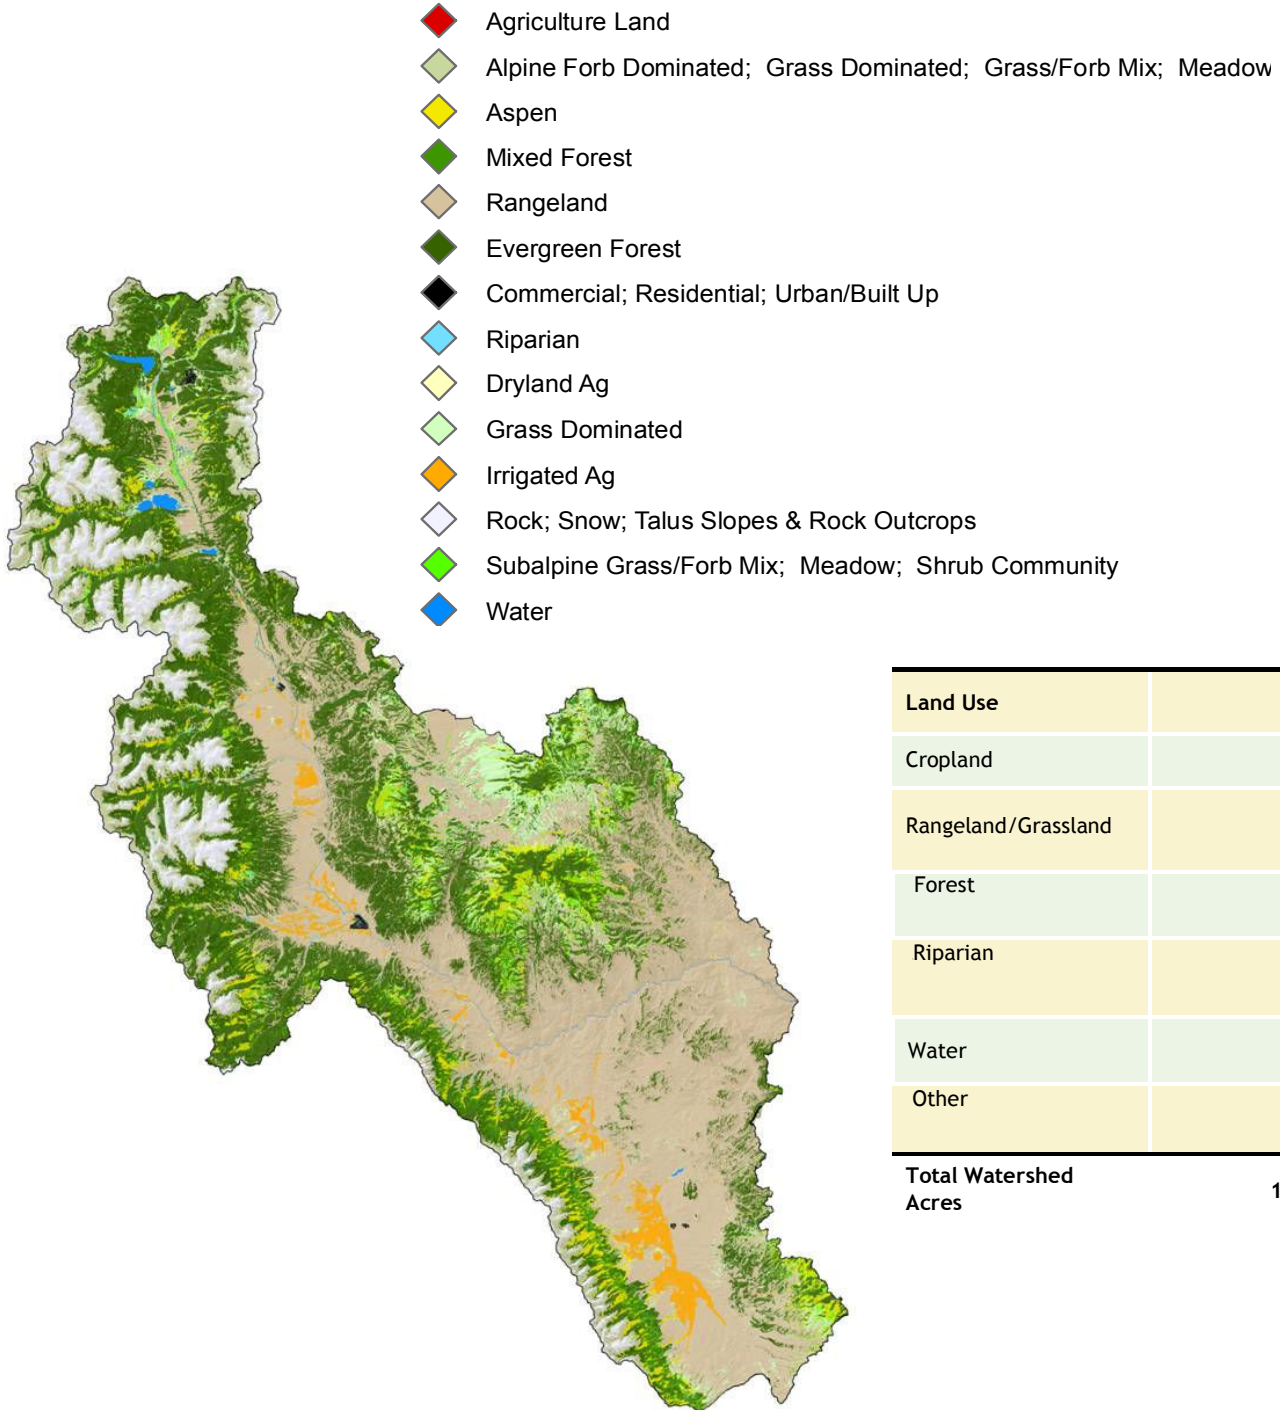 Agriculture Land
Alpine Forb Dominated; Grass Dominated; Grass/Forb Mix; Meadow
Aspen
Mixed Forest
Rangeland
Evergreen Forest
Commercial; Residential; Urban/Built Up
Riparian
Dryland Ag
Grass Dominated
Irrigated Ag
Rock; Snow; Talus Slopes & Rock Outcrops
Subalpine Grass/Forb Mix; Meadow; Shrub Community
Water
Land Use
Cropland
Rangeland/Grassland
Forest
Riparian
Water
Other
Total Watershed
Acres 1